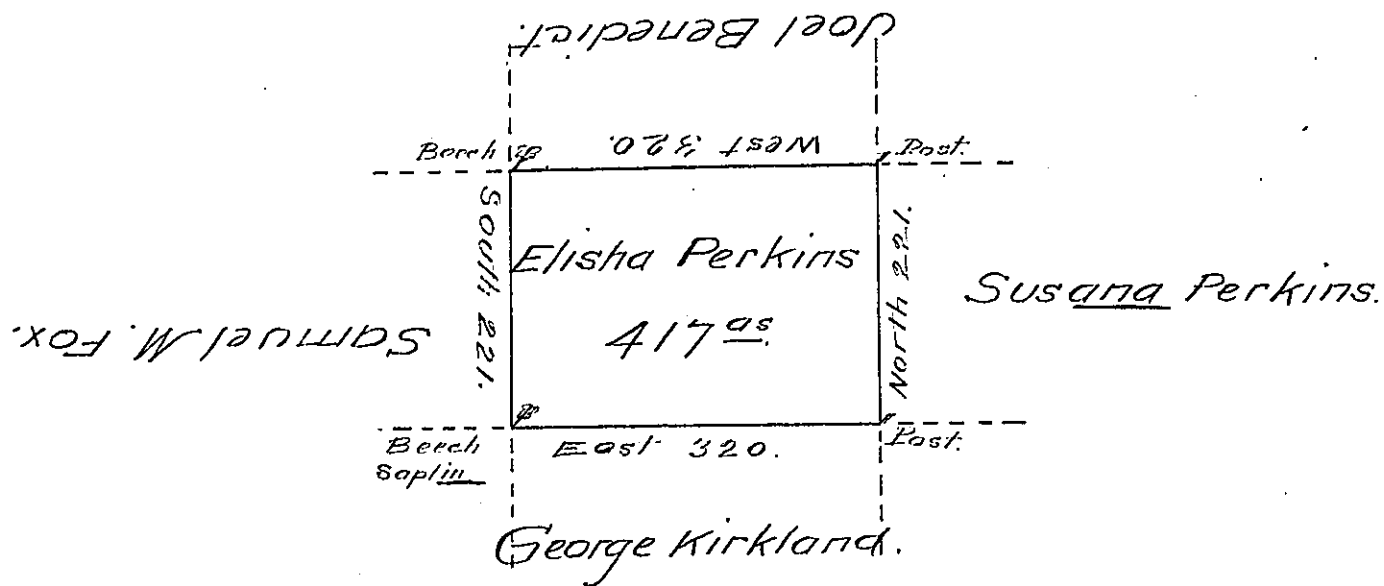 Joel Benedict.
West 320.
Beech
Post.
South 221.
Elisha Perkins
417 as.
North 221.
Susana Perkins.
Samuel M. Fox.
Beech
Saplin
East 320.
Post.
George Kirkland.